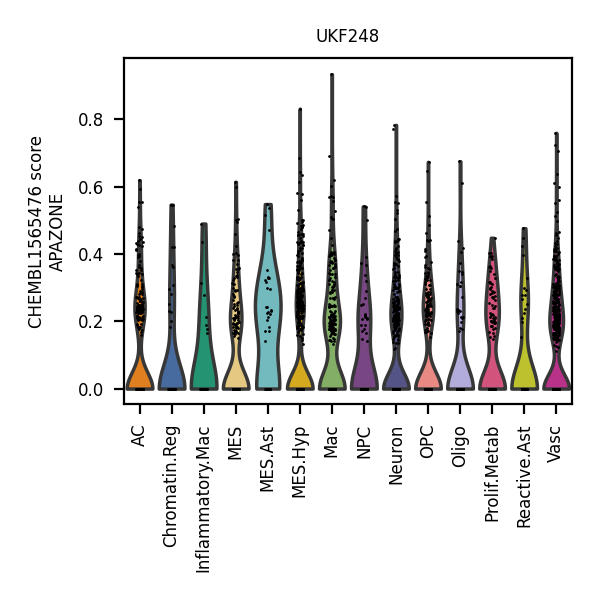 UKF248
CHEMBL1565476 score
APAZONE
0.8
0.6
0.4
0.2
0.0
AC
Chromatin.Reg
Inflammatory.Mac
MES
MES.Ast
MES.Hyp
Mac
NPC
Neuron
OPC
Oligo
Prolif.Metab
Reactive.Ast
Vasc